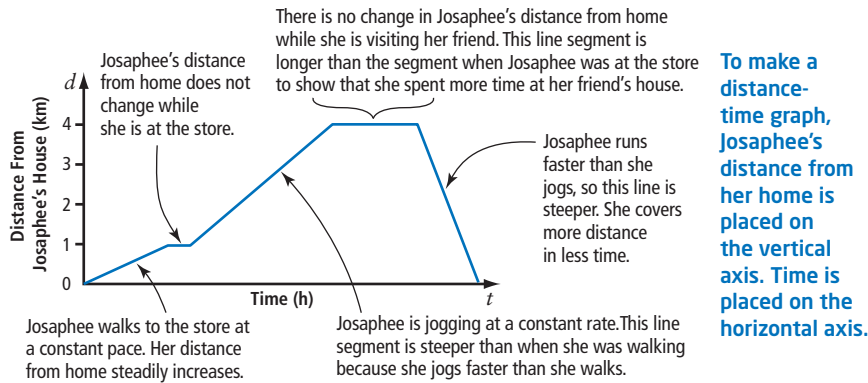 There is no change in Josaphee's distance from home
while she is visiting her friend. This line segment is
longer than the segment when Josaphee was at the store
to show that she spent more time at her friend's house.
Josaphee's distance
from home does not
change while
she is at the store.
d
Distance From
Josaphee's House (km)
4
3
2
1
0
Time (h)
t
Josaphee runs
faster than she
jogs, so this line is
steeper. She covers
more distance
in less time.
Josaphee walks to the store at
a constant pace. Her distance
from home steadily increases.
Josaphee is jogging at a constant rate.This line
segment is steeper than when she was walking
because she jogs faster than she walks.
To make a
distance-
time graph,
Josaphee's
distance from
her home is
placed on
the vertical
axis. Time is
placed on the
horizontal axis.